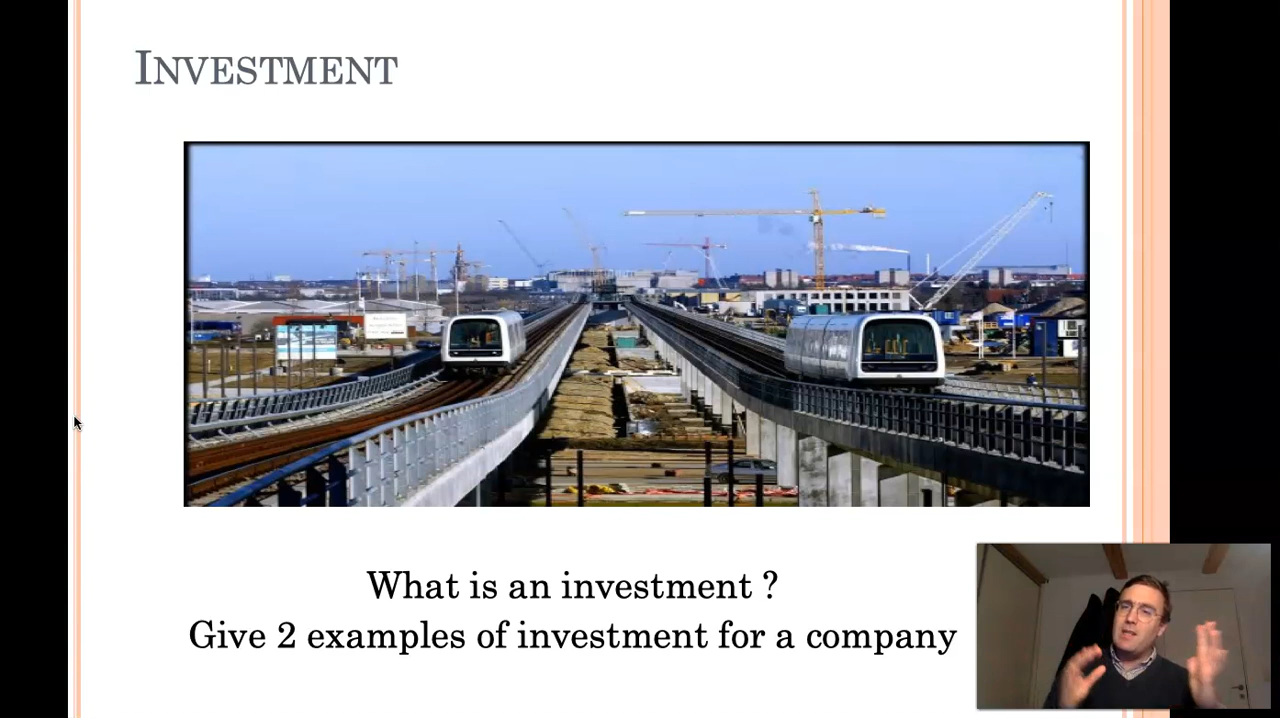 INVESTMENT
What is an investment ?
Give 2 examples of investment for a company